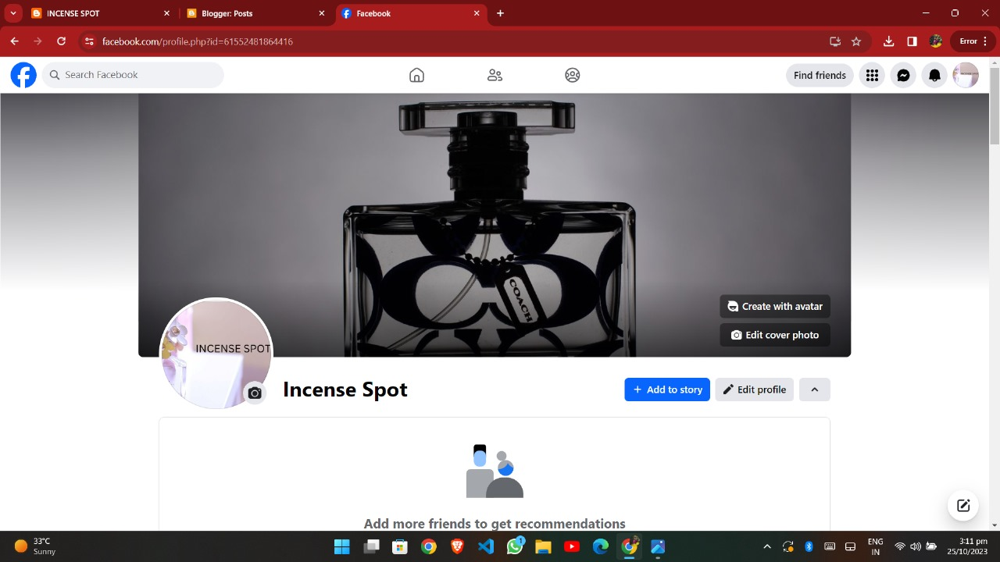 INCENSE SPOT
Blogger: Posts
Facebook
facebook.com/profile.php?id=61552481864416
Error
Search Facebook
Find friends
COACH
Create with avatar
Edit cover photo
INCENSE SPOT
Incense Spot
Add to story
Edit profile
Add more friends to get recommendations
33°C
Sunny
1
ENG
IN
3:11 pm
25/10/2023